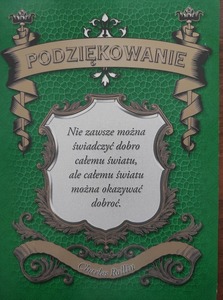 PODZIĘKOWANIE
Nie zawsze można
świadczyć dobro
całemu światu,
ale całemu światu
można okazywać
dobroć.